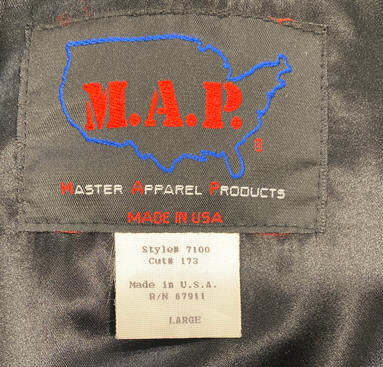 M.A.P.
MASTER APPAREL PRODUCTS
MADE IN USA
Style# 7100
Cut# 173
Made in U.S.A.
R/N 87911
LARGE